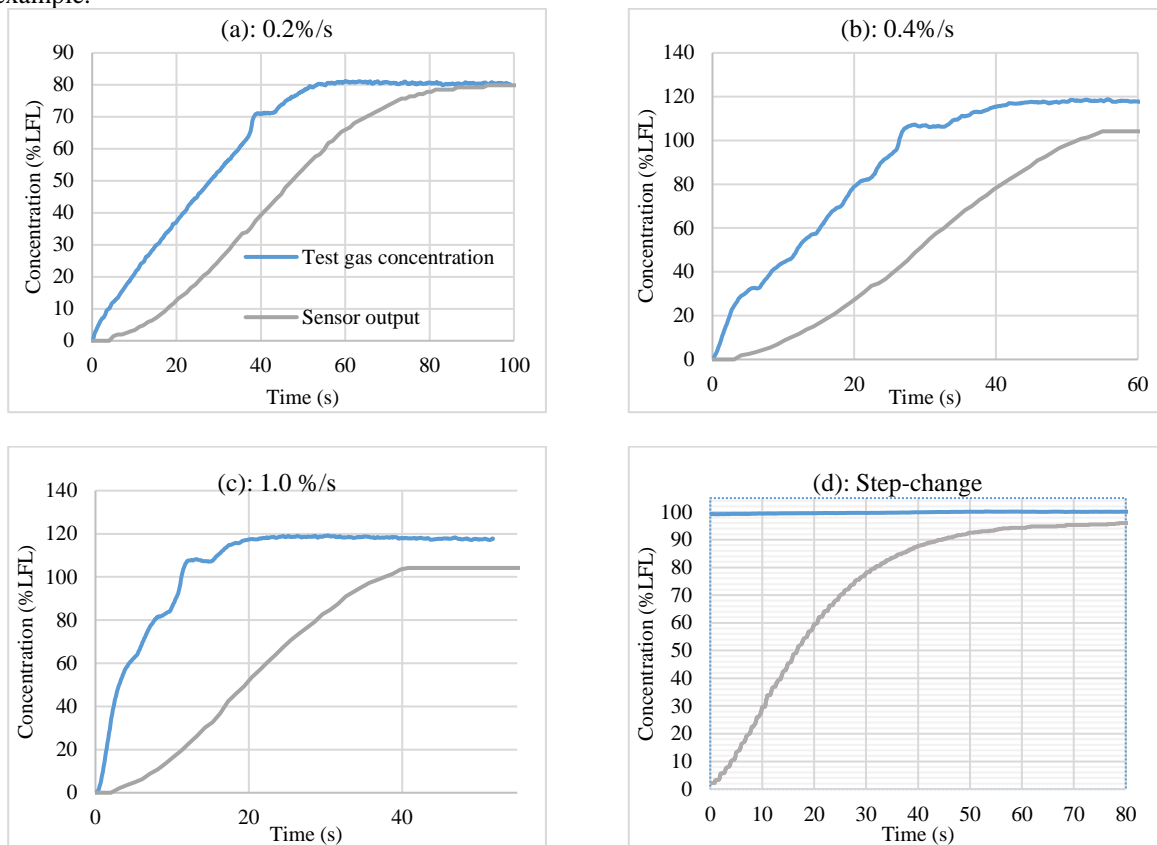 example:
(a): 0.2%/s
Concentration (%LFL)
90
80
70
60
50
40
30
20
10
0
Test gas concentration
Sensor output
0 20 40 60 80 100
Time (s)
(b): 0.4%/s
Concentration (%LFL)
140
120
100
80
60
40
20
0
0 20 40 60
Time (s)
(c): 1.0 %/s
Concentration (%LFL)
140
120
100
80
60
40
20
0
0 20 40
Time (s)
(d): Step-change
Concentration (%LFL)
100
90
80
70
60
50
40
30
20
10
0
0 10 20 30 40 50 60 70 80
Time (s)